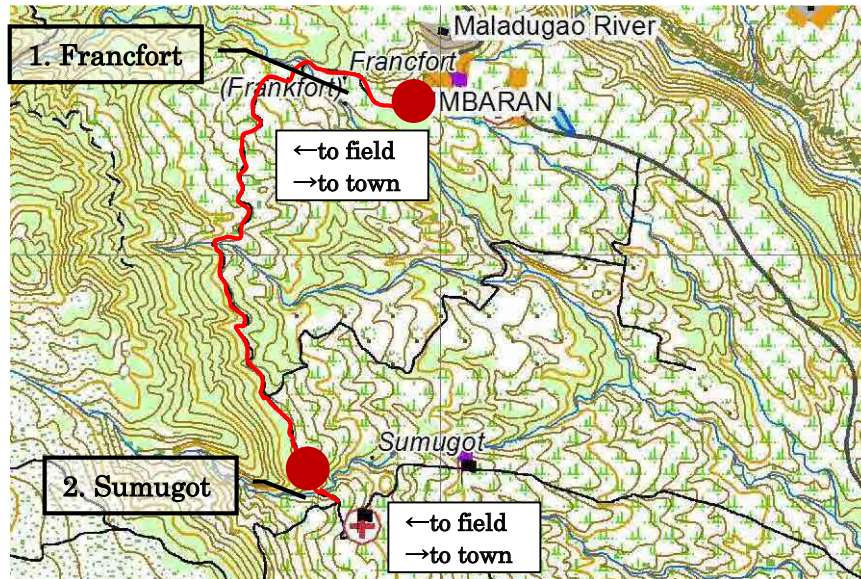 Maladugao River
1. Francfort
Francfort
(Frankfort)
MBARAN
←to field
→to town
Sumugot
2. Sumugot
←to field
→to town